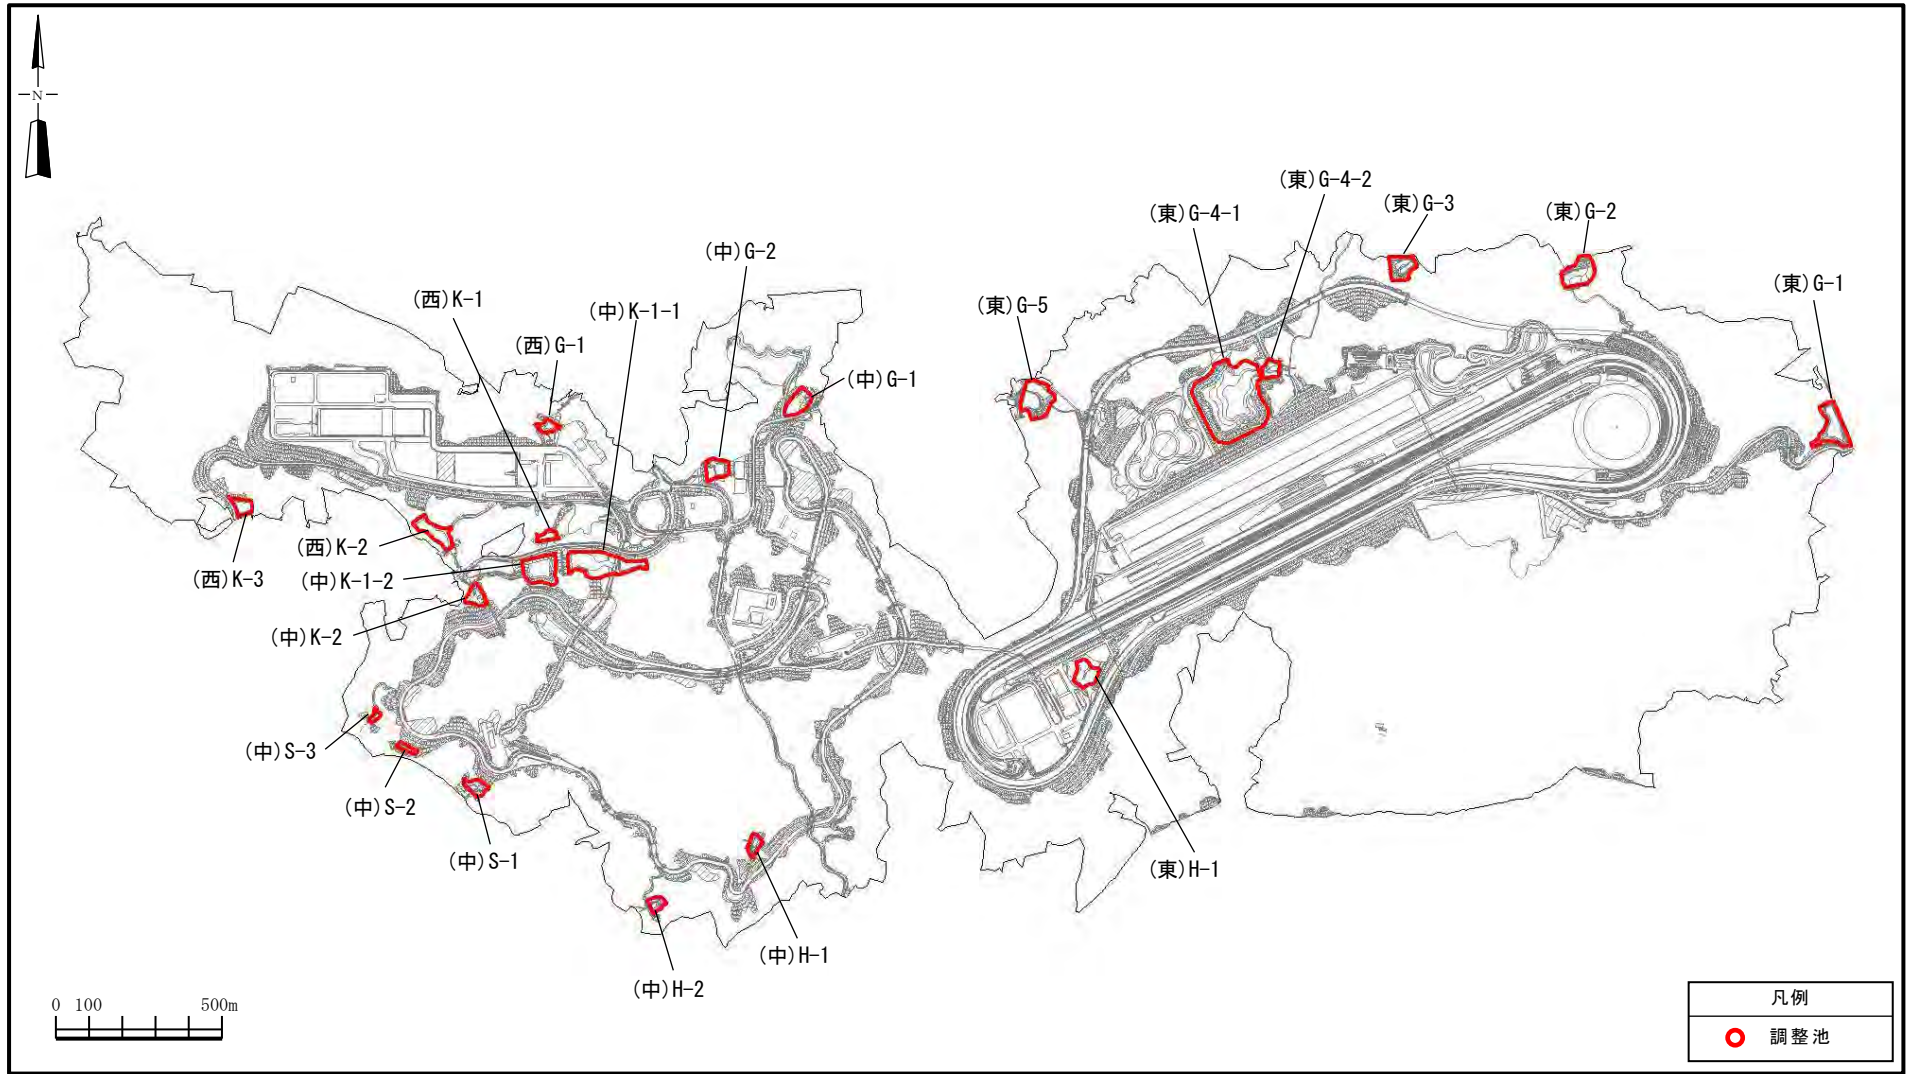 N
(東)G-4-2
(東)G-4-1
(東)G-3
(東)G-2
(中)G-2
(東)G-1
(西)K-1
(中)K-1-1
(東)G-5
(西)G-1
(中)G-1
(西)K-2
(西)K-3
(中)K-1-2
(中)K-2
(中)S-3
(中)S-2
(中)S-1
(東)H-1
(中)H-1
(中)H-2
0 100 500m
凡例
調整池